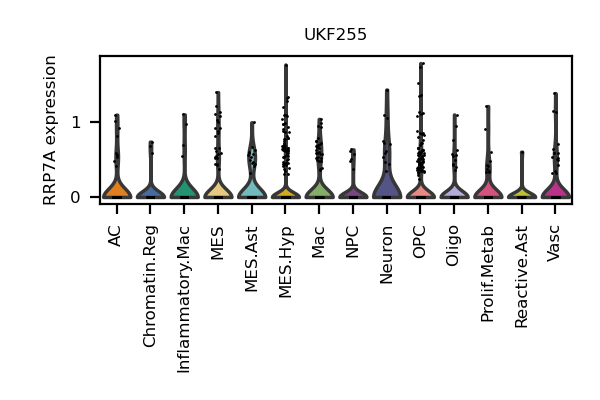 UKF255
RRP7A expression
1
0
AC
Chromatin.Reg
Inflammatory.Mac
MES
MES.Ast
MES.Hyp
Mac
NPC
Neuron
OPC
Oligo
Prolif.Metab
Reactive.Ast
Vasc